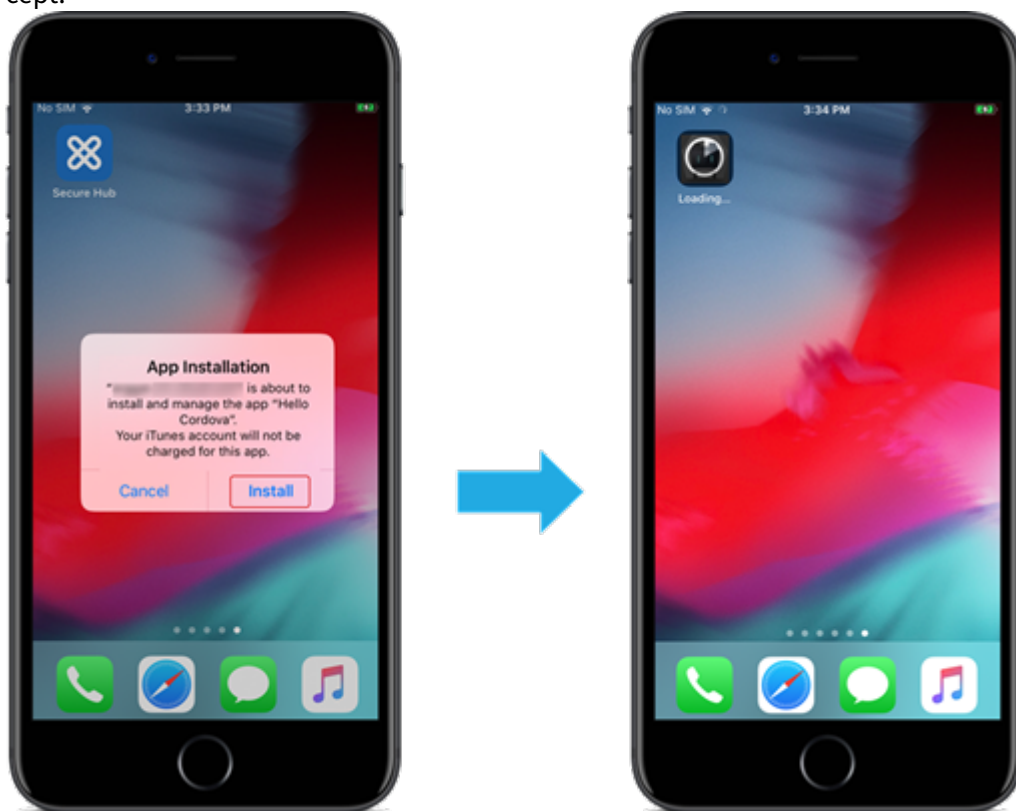 cept.
No SIM 3:33 PM
Secure Hub
App Installation
" is about to
install and manage the app "Hello
Cordova".
Your iTunes account will not be
charged for this app.
Cancel Install
No SIM 3:34 PM
Loading...